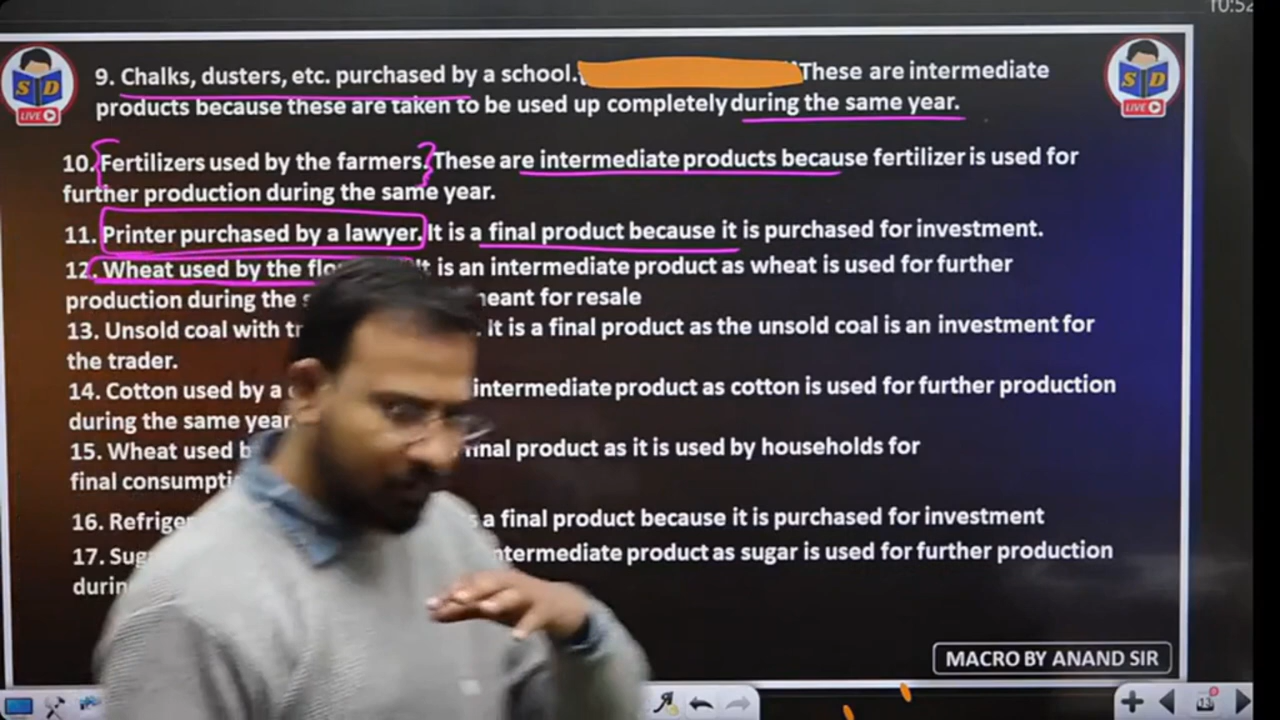 10:52
S D
LIVE
S D
LIVE
9. Chalks, dusters, etc. purchased by a school. These are intermediate
products because these are taken to be used up completely during the same year.
10. Fertilizers used by the farmers. These are intermediate products because fertilizer is used for
further production during the same year.
11. Printer purchased by a lawyer. It is a final product because it is purchased for investment.
12. Wheat used by the It is an intermediate product as wheat is used for further
production during the meant for resale
13. Unsold coal with It is a final product as the unsold coal is an investment for
the trader.
14. Cotton used by a intermediate product as cotton is used for further production
during the same year
15. Wheat used final product as it is used by households for
final
16. a final product because it is purchased for investment
17. intermediate product as sugar is used for further production
MACRO BY ANAND SIR